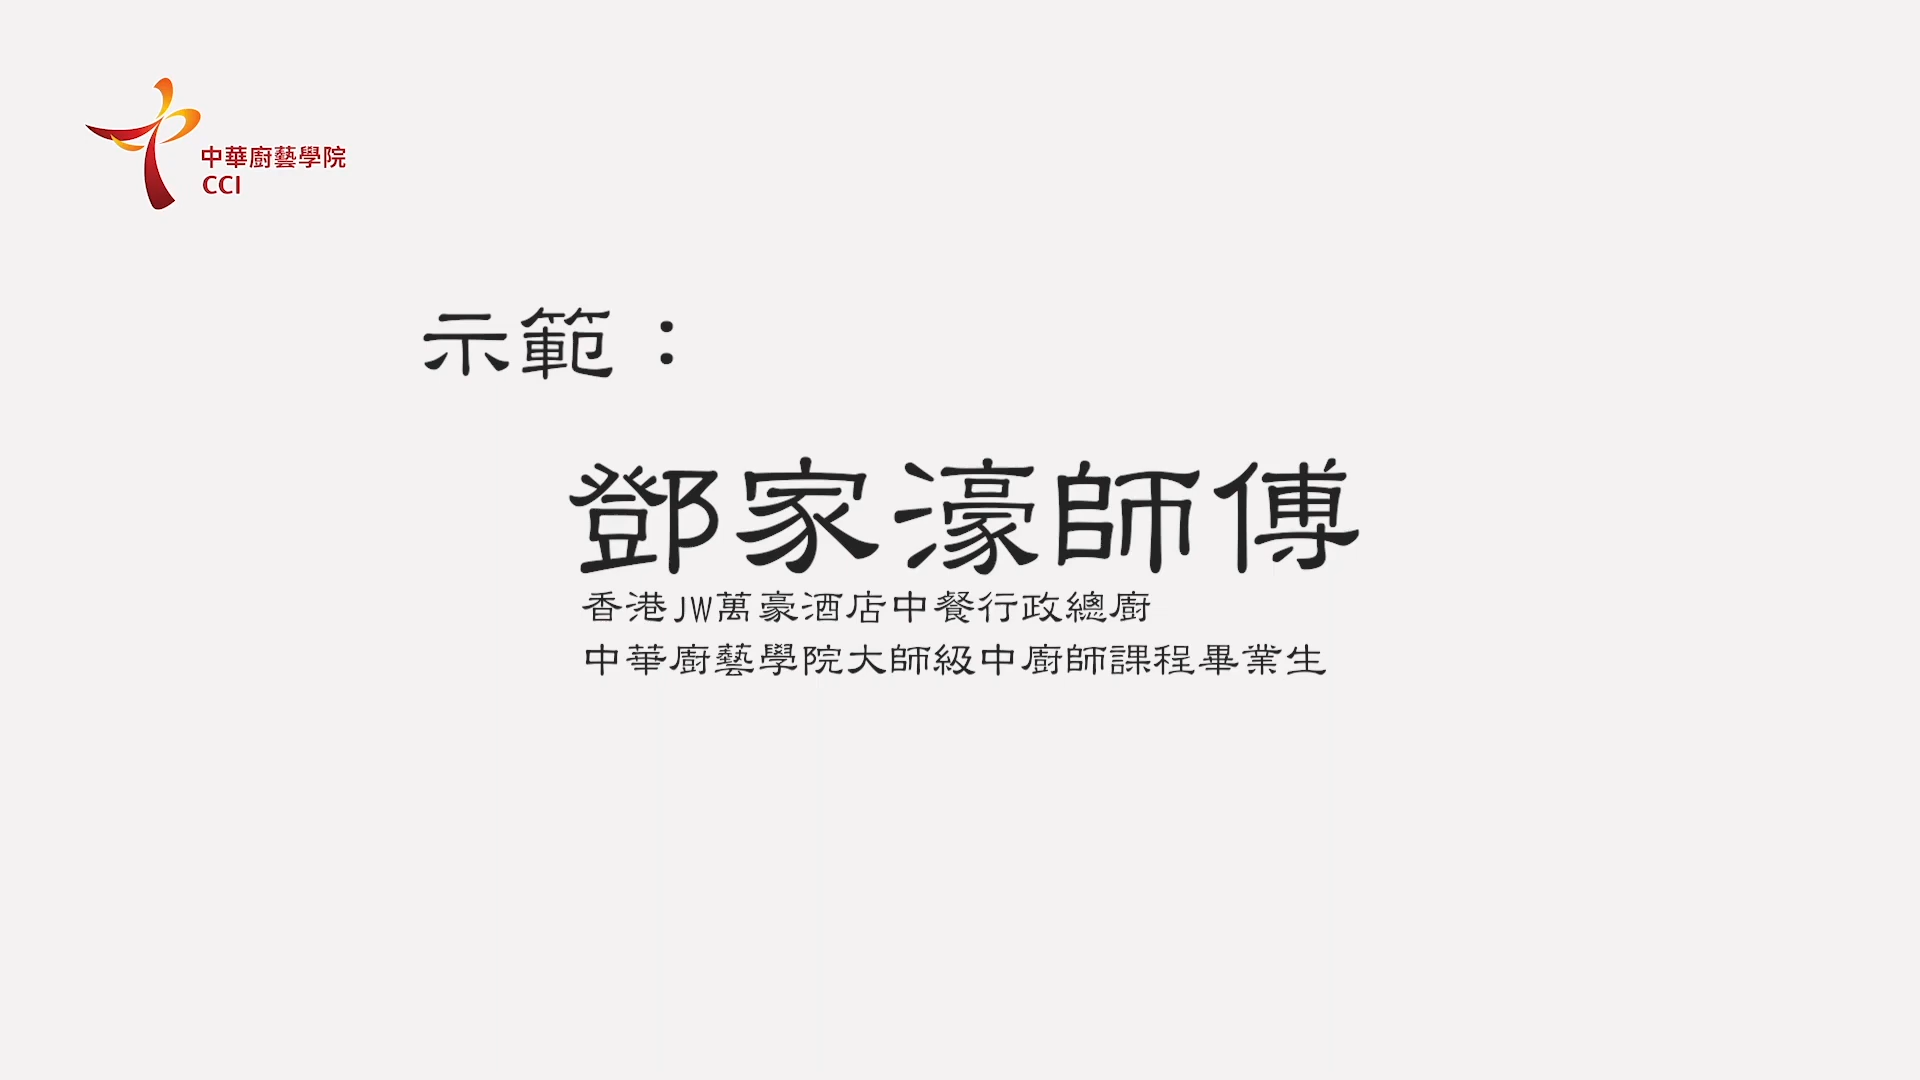 中華廚藝學院
CCI
示範：
鄧家濠師傅
香港JW萬豪酒店中餐行政總廚
中華廚藝學院大師級中廚師課程畢業生